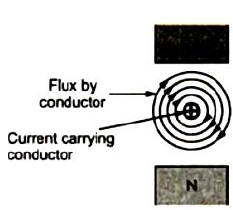 Flux by
conductor
Current carrying
conductor
N